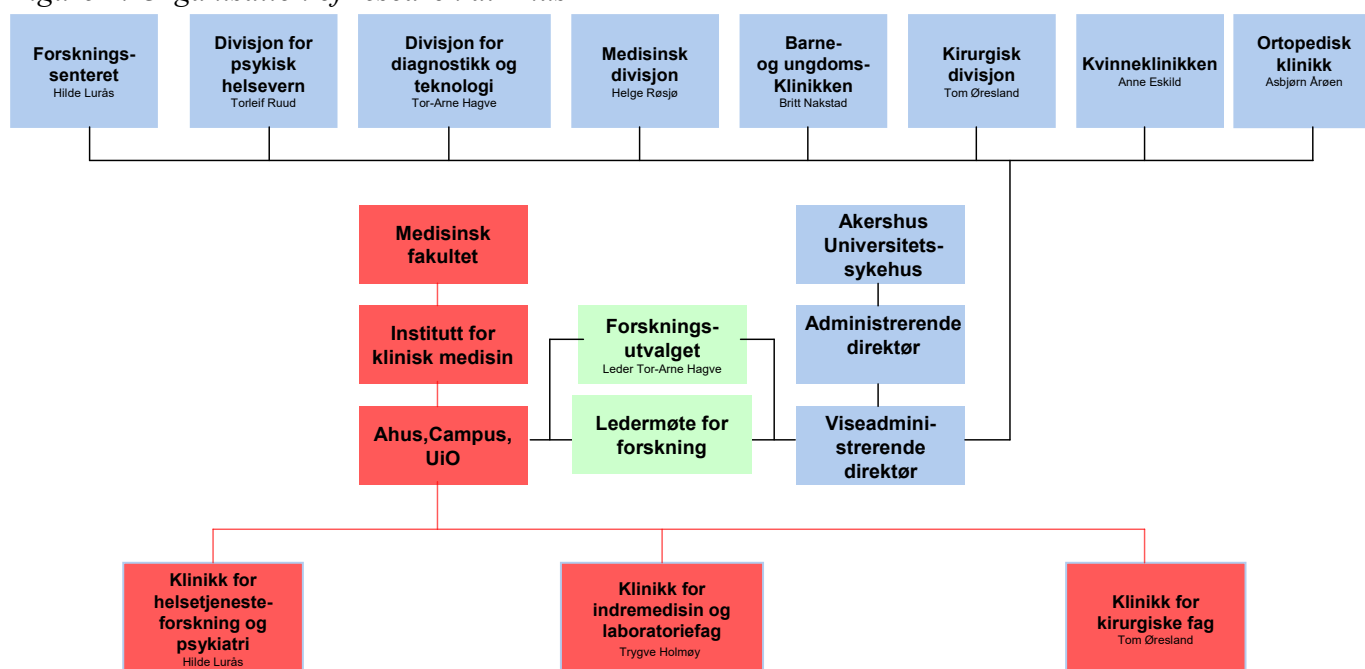 Forsknings-
senteret
Hilde Lurås
Divisjon for
psykisk
helsevern
Torleif Ruud
Divisjon for
diagnostikk og
teknologi
Tor-Arne Hagve
Medisinsk
divisjon
Helge Røsjø
Barne-
og ungdoms-
Klinikken
Britt Nakstad
Kirurgisk
divisjon
Tom Øresland
Kvinneklinikken
Anne Eskild
Ortopedisk
klinikk
Asbjørn Årøen
Medisinsk
fakultet
Akershus
Universitets-
sykehus
Institutt for
klinisk medisin
Forsknings-
utvalget
Leder Tor-Arne Hagve
Administrerende
direktør
Ahus,Campus,
UiO
Ledermøte for
forskning
Viseadmini-
strerende
direktør
Klinikk for
helsetjeneste-
forskning og
psykiatri
Hilde Lurås
Klinikk for
indremedisin og
laboratoriefag
Trygve Holmøy
Klinikk for
kirurgiske fag
Tom Øresland